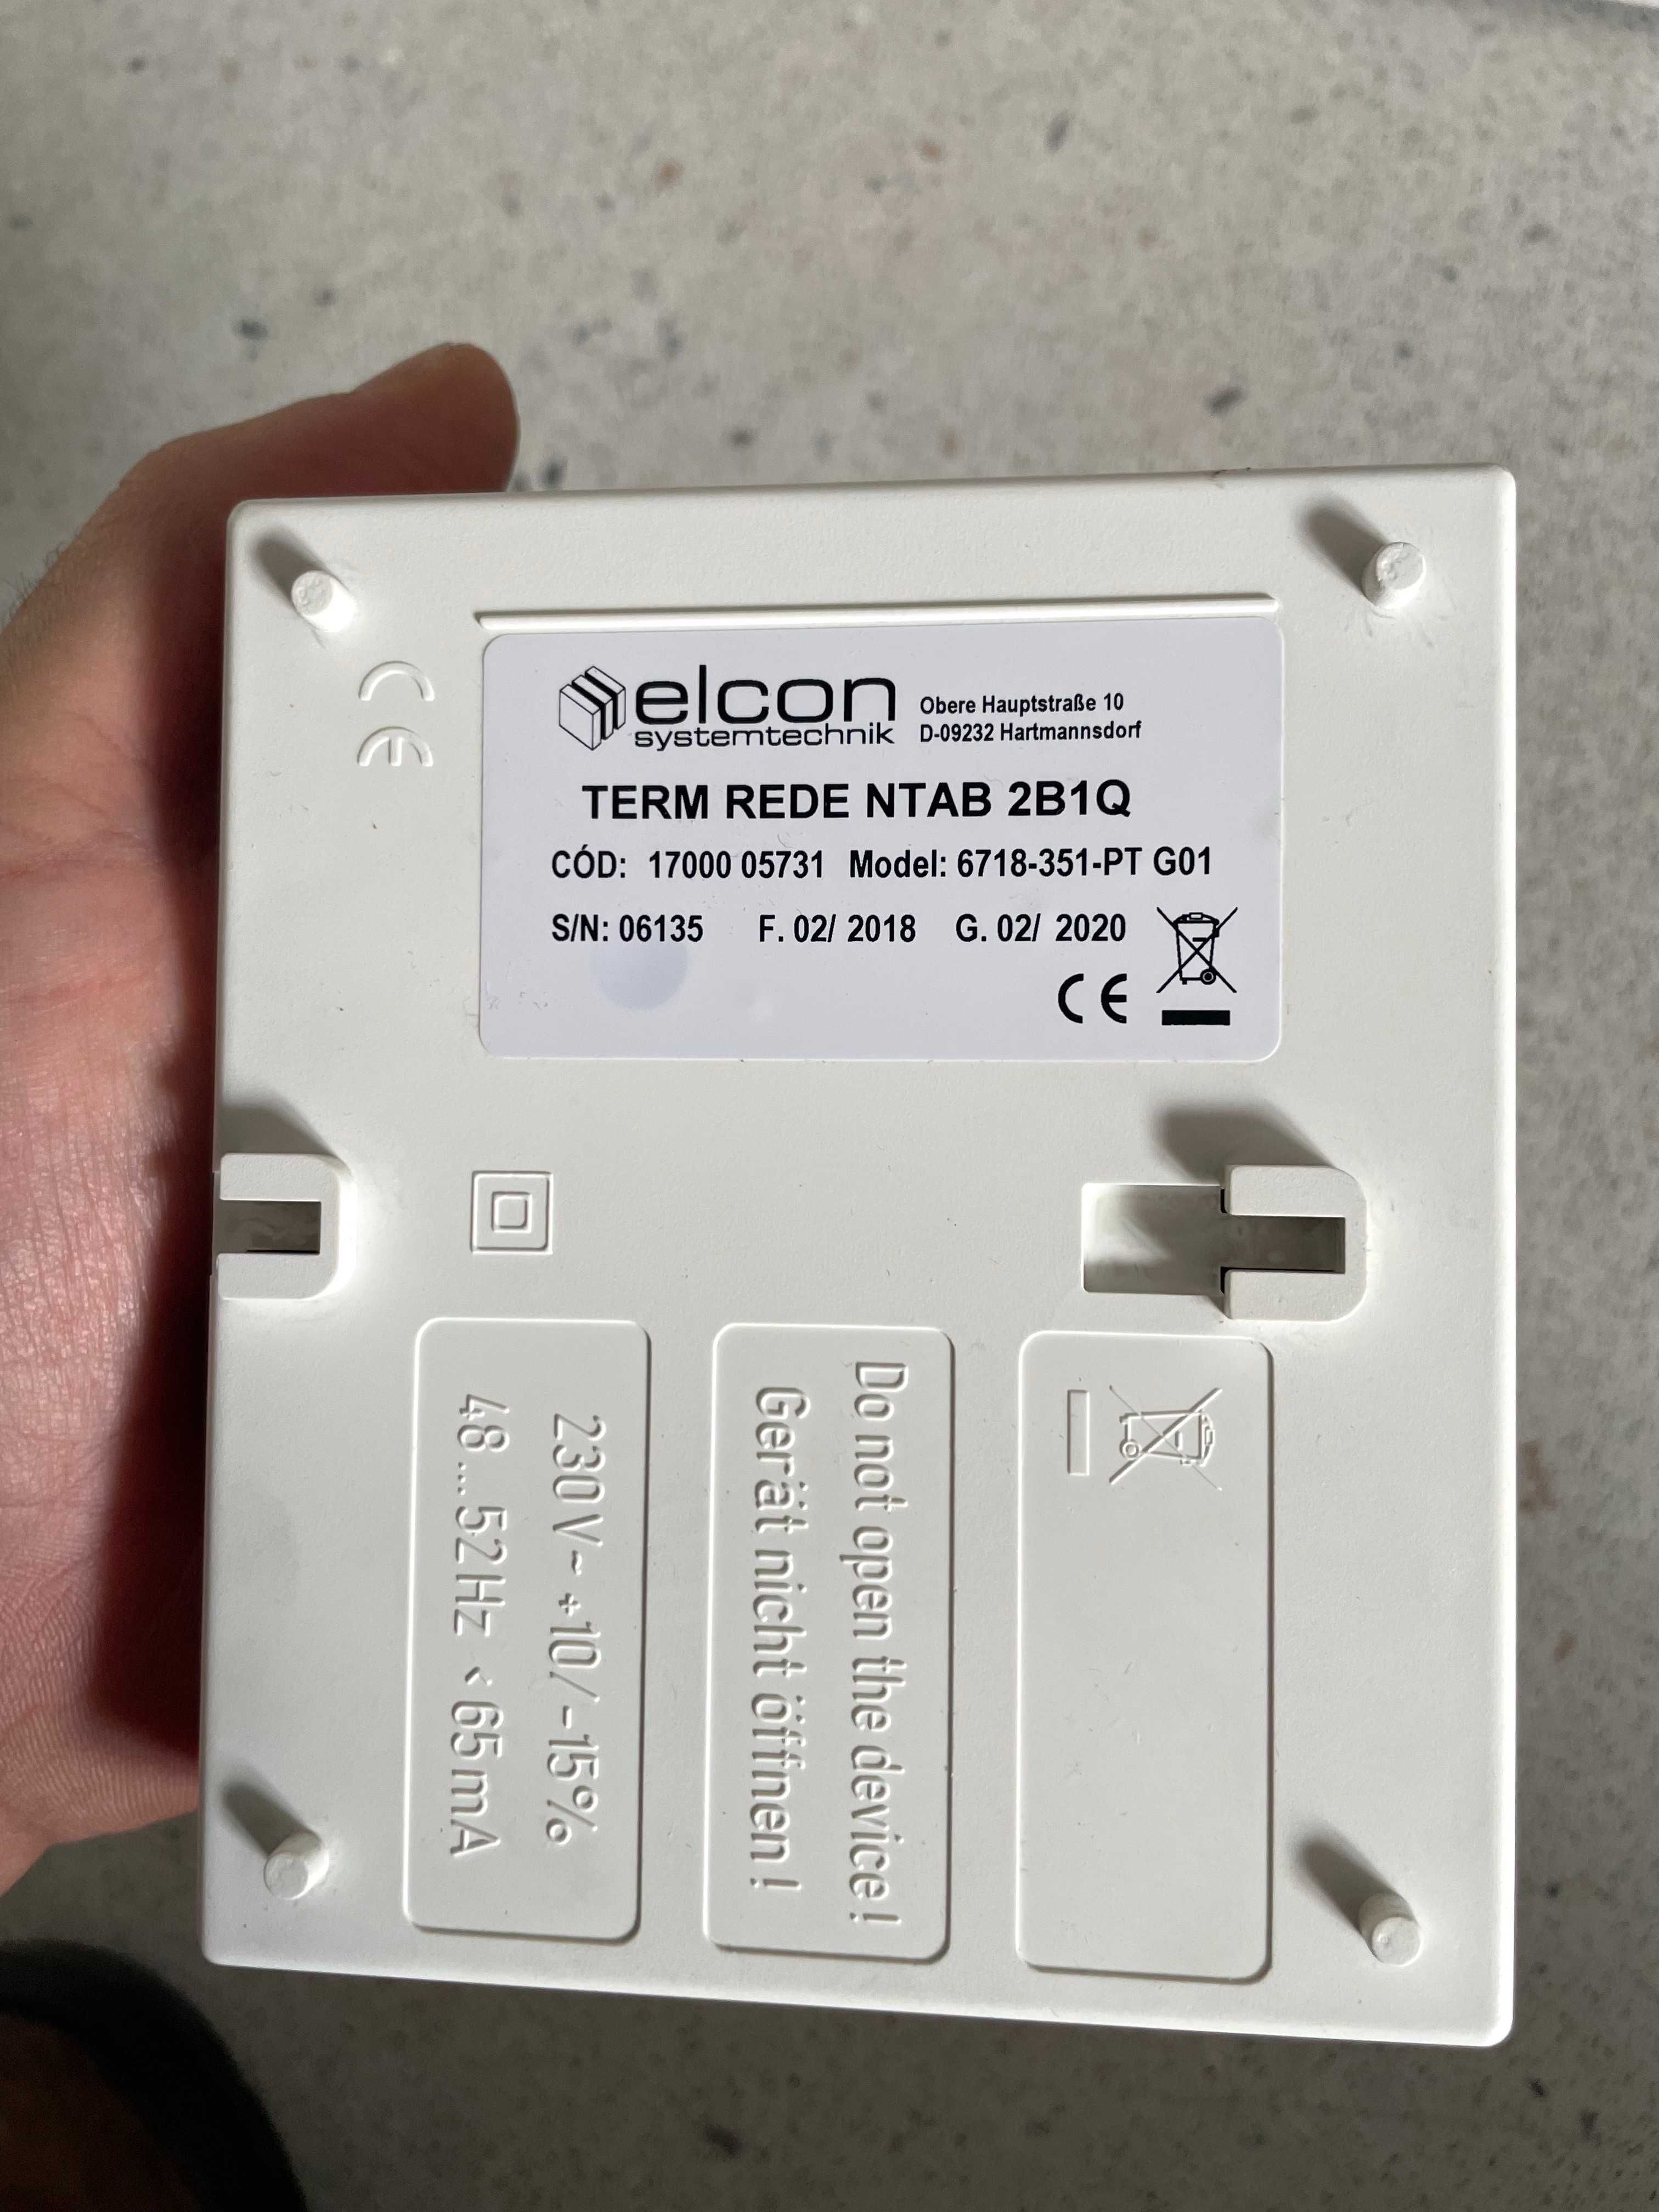 elcon
systemtechnik
Obere Hauptstraße 10
D-09232 Hartmannsdorf
TERM REDE NTAB 2B1Q
CÓD: 17000 05731 Model: 6718-351-PT G01
S/N: 06135 F. 02/ 2018 G. 02/ 2020
CE
CE
230V~ +10/-15%
48...52Hz <65mA
Do not open the device!
Gerät nicht öffnen!